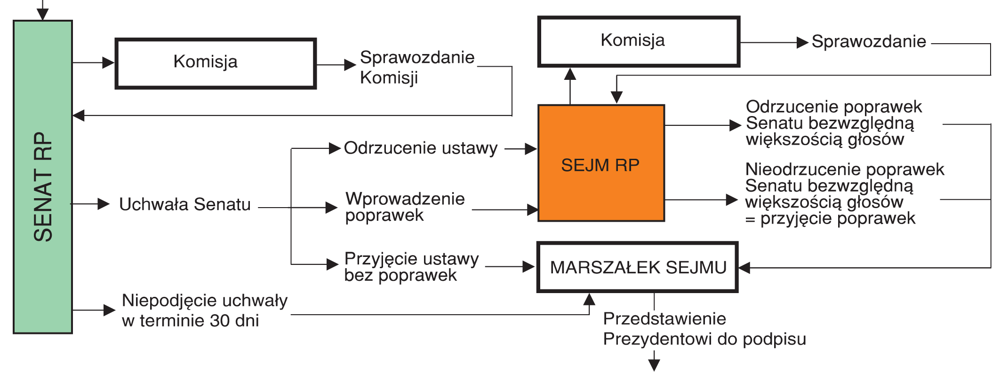 SENAT RP
Komisja
Sprawozdanie
Komisji
Komisja
Sprawozdanie
Uchwała Senatu
Odrzucenie ustawy
Wprowadzenie
poprawek
Przyjęcie ustawy
bez poprawek
Niepodjęcie uchwały
w terminie 30 dni
SEJM RP
Odrzucenie poprawek
Senatu bezwzględną
większością głosów
Nieodrzucenie poprawek
Senatu bezwzględną
większością głosów
= przyjęcie poprawek
MARSZAŁEK SEJMU
Przedstawienie
Prezydentowi do podpisu